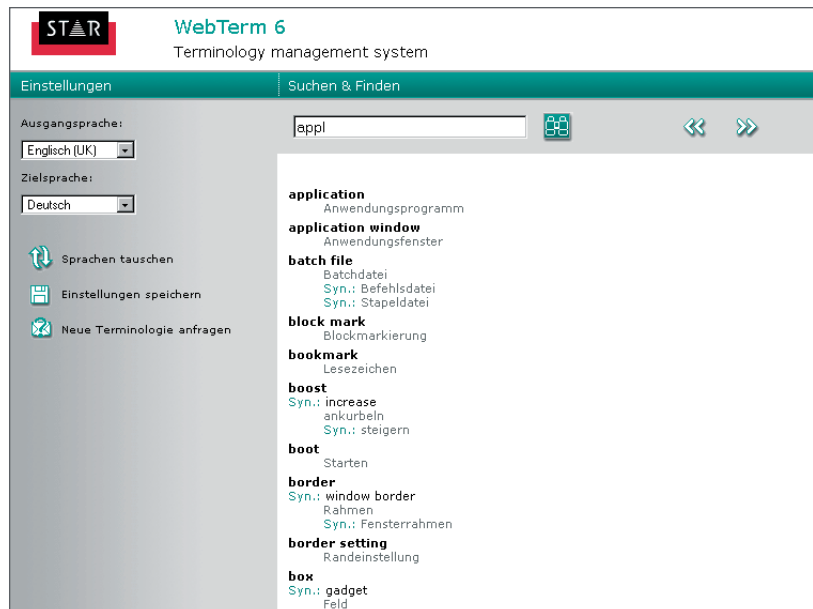 STAR
WebTerm 6
Terminology management system
Einstellungen
Suchen & Finden
Ausgangsprache:
Englisch (UK)
Zielsprache:
Deutsch
Sprachen tauschen
Einstellungen speichern
Neue Terminologie anfragen
appl
application
Anwendungsprogramm
application window
Anwendungsfenster
batch file
Batchdatei
Syn.: Befehlsdatei
Syn.: Stapeldatei
block mark
Blockmarkierung
bookmark
Lesezeichen
boost
Syn.: increase
ankurbeln
Syn.: steigern
boot
Starten
border
Syn.: window border
Rahmen
Syn.: Fensterrahmen
border setting
Randeinstellung
box
Syn.: gadget
Feld